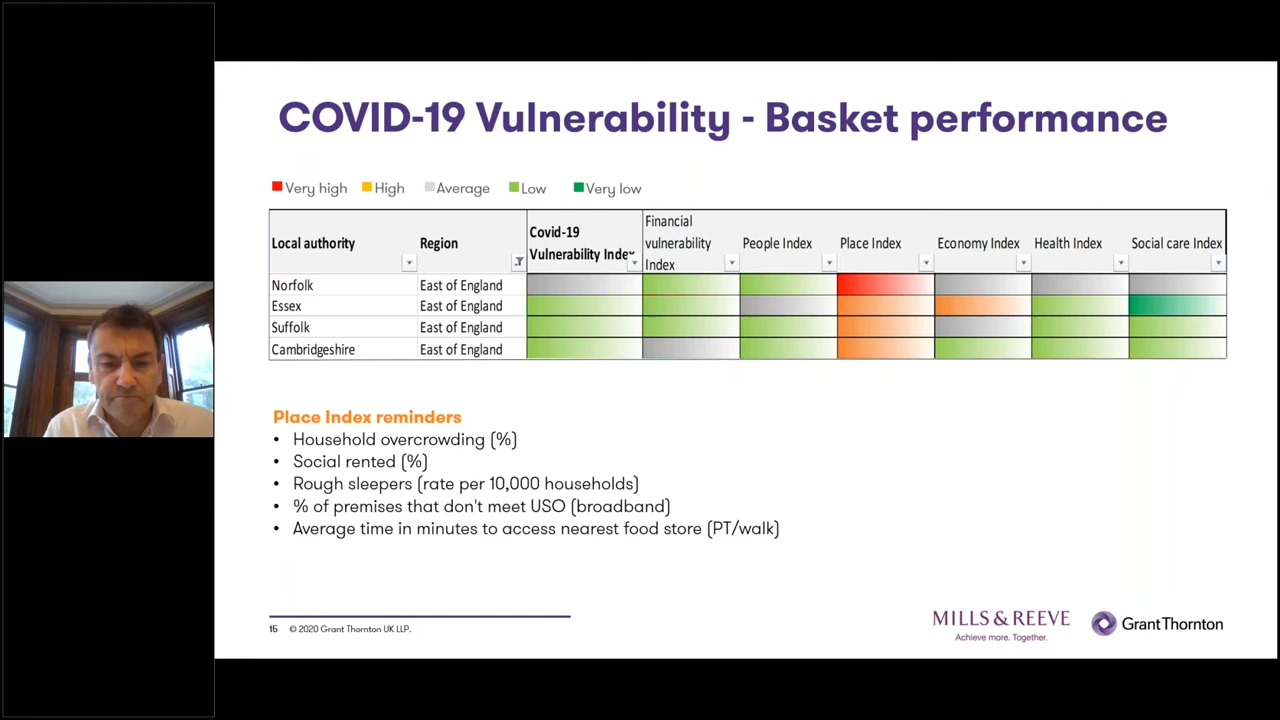 COVID-19 Vulnerability - Basket performance
Very high High Average Low Very low
Local authority Region Covid-19 Vulnerability Index Financial vulnerability Index People Index Place Index Economy Index Health Index Social care Index
Norfolk East of England
Essex East of England
Suffolk East of England
Cambridgeshire East of England
Place Index reminders
• Household overcrowding (%)
• Social rented (%)
• Rough sleepers (rate per 10,000 households)
• % of premises that don't meet USO (broadband)
• Average time in minutes to access nearest food store (PT/walk)
15 © 2020 Grant Thornton UK LLP.
MILLS & REEVE
Achieve more. Together.
Grant Thornton